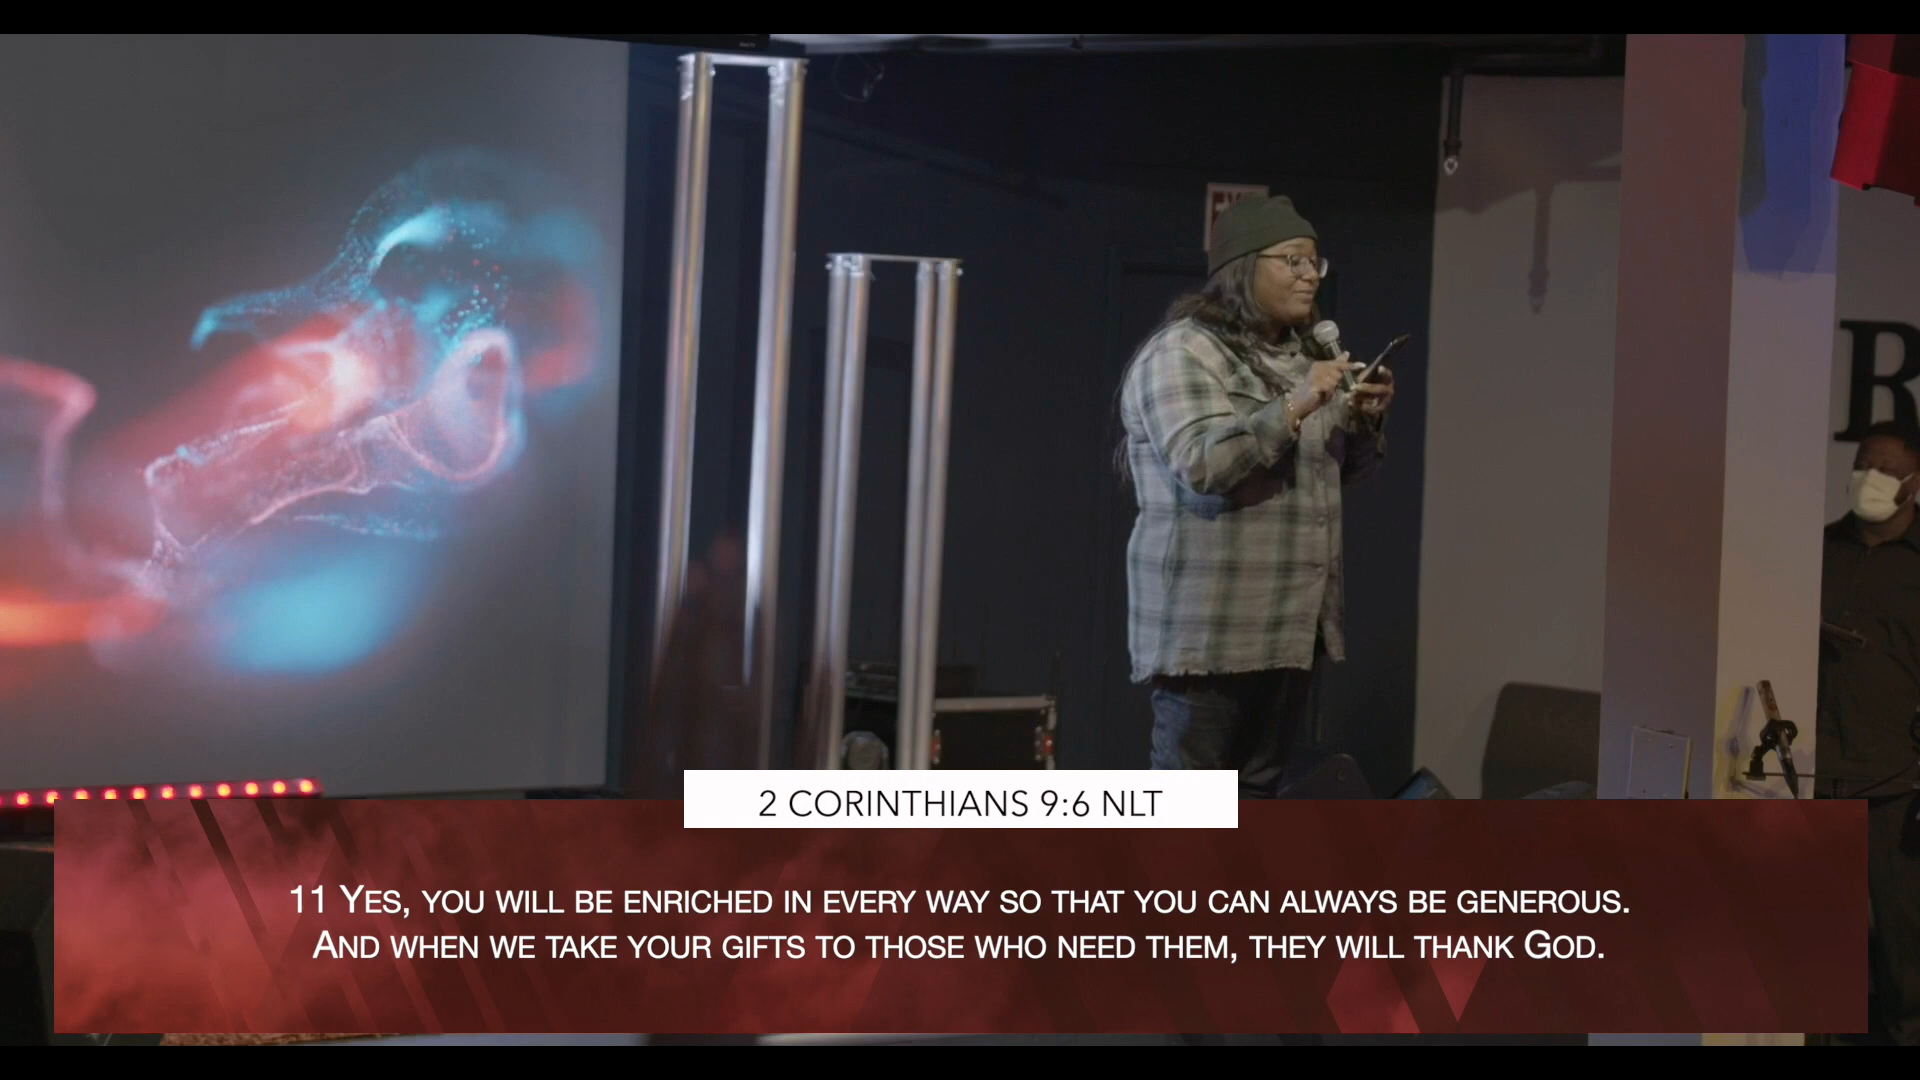 2 CORINTHIANS 9:6 NLT
11 YES, YOU WILL BE ENRICHED IN EVERY WAY SO THAT YOU CAN ALWAYS BE GENEROUS.
AND WHEN WE TAKE YOUR GIFTS TO THOSE WHO NEED THEM, THEY WILL THANK GOD.